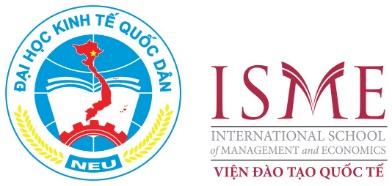 ĐẠI HỌC KINH TẾ QUỐC DÂN
NEU
ISME
INTERNATIONAL SCHOOL
of MANAGEMENT and ECONOMICS
VIỆN ĐÀO TẠO QUỐC TẾ